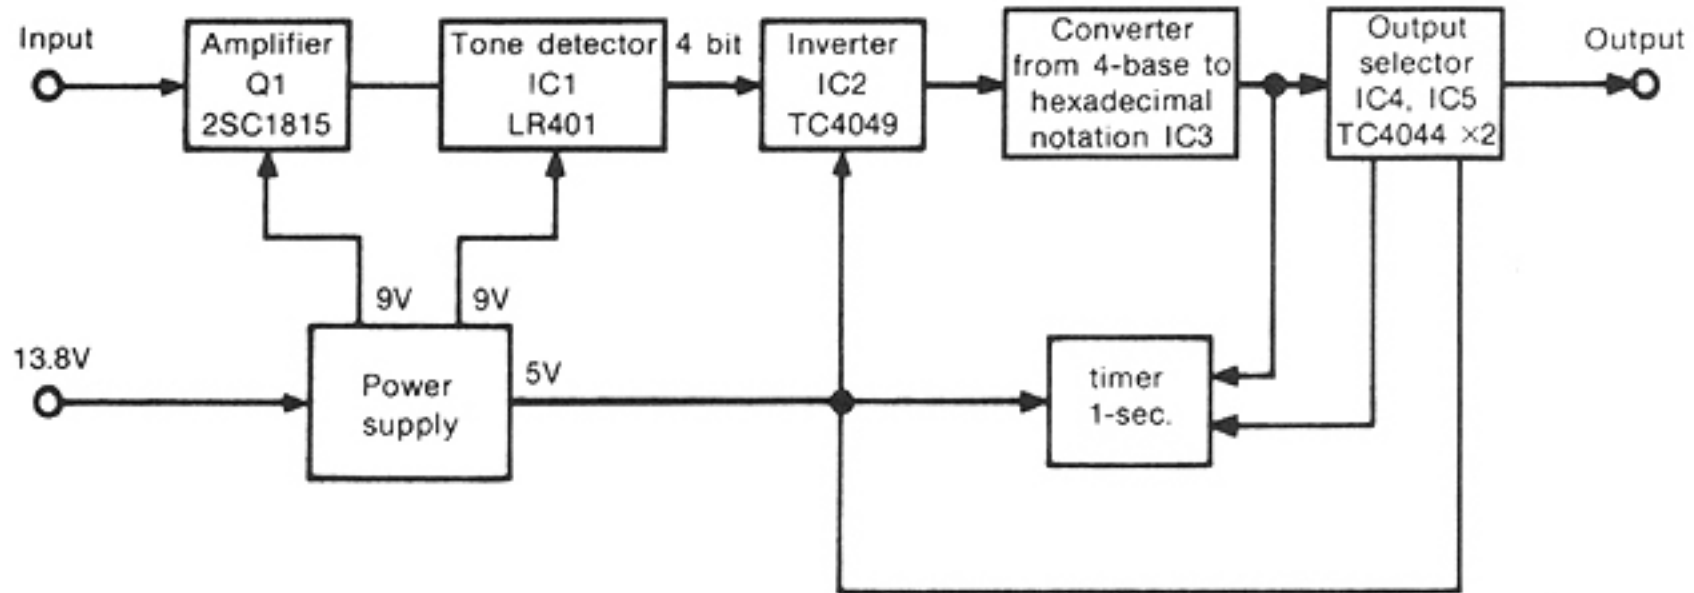 Input
Amplifier
Q1
2SC1815
Tone detector
IC1
LR401
4 bit
Inverter
IC2
TC4049
Converter
from 4-base to
hexadecimal
notation IC3
Output
selector
IC4, IC5
TC4044 ×2
Output
9V
9V
13.8V
Power
supply
5V
timer
1-sec.